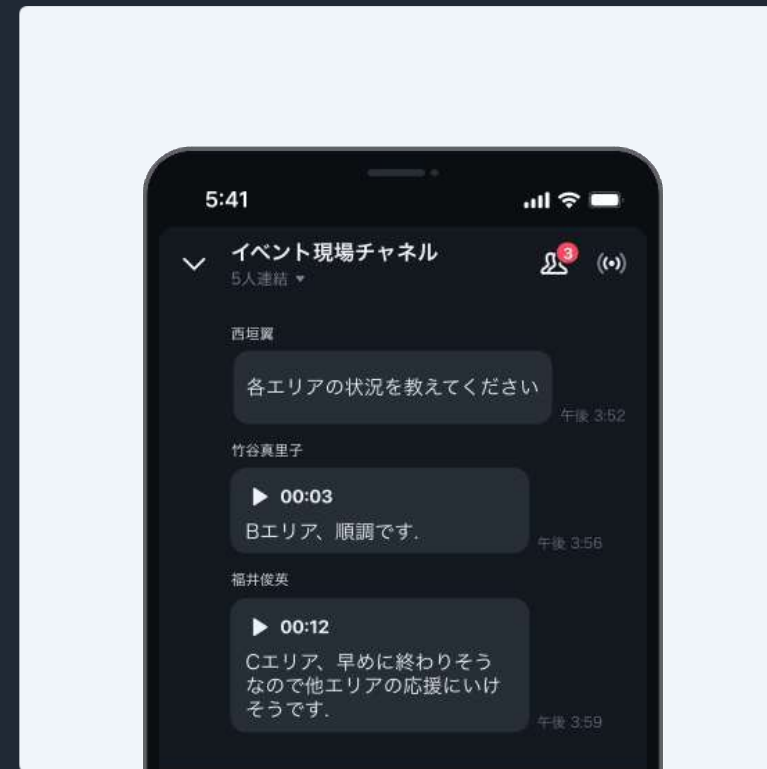 5:41
イベント現場チャネル
3
5人連結
西垣翼
各エリアの状況を教えてください
午後 3:52
竹谷真里子
00:03
Bエリア、順調です.
午後 3:56
福井俊英
00:12
Cエリア、早めに終わりそう
なので他エリアの応援にいけ
そうです.
午後 3:59